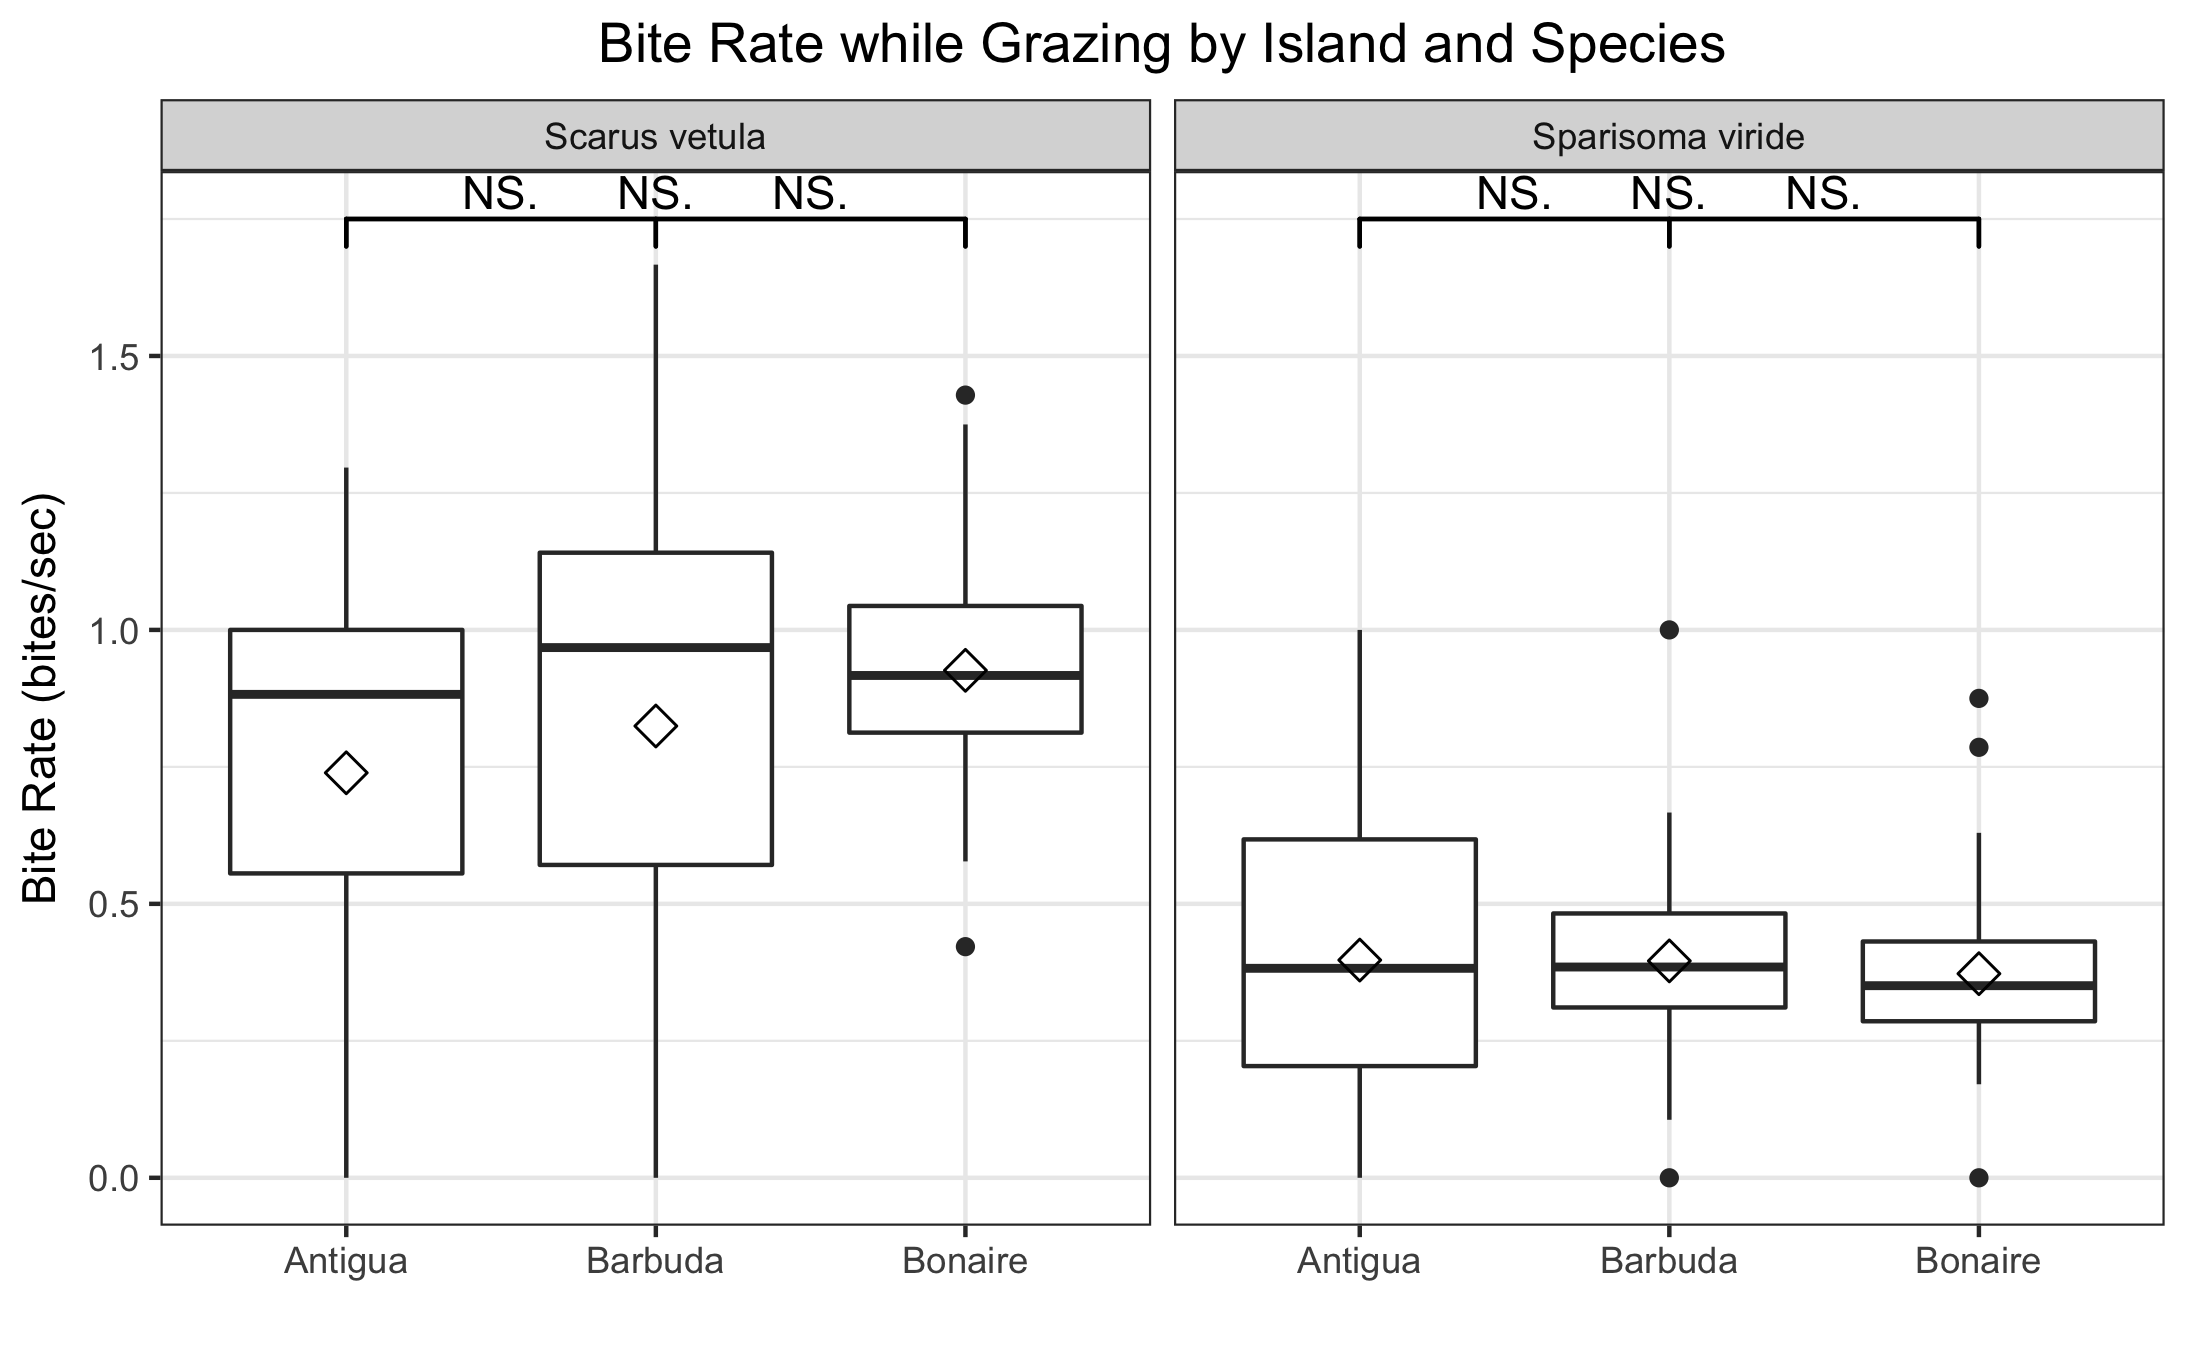 Bite Rate while Grazing by Island and Species
Scarus vetula
Sparisoma viride
NS. NS. NS.
NS. NS. NS.
Bite Rate (bites/sec)
1.5
1.0
0.5
0.0
Antigua Barbuda Bonaire
Antigua Barbuda Bonaire